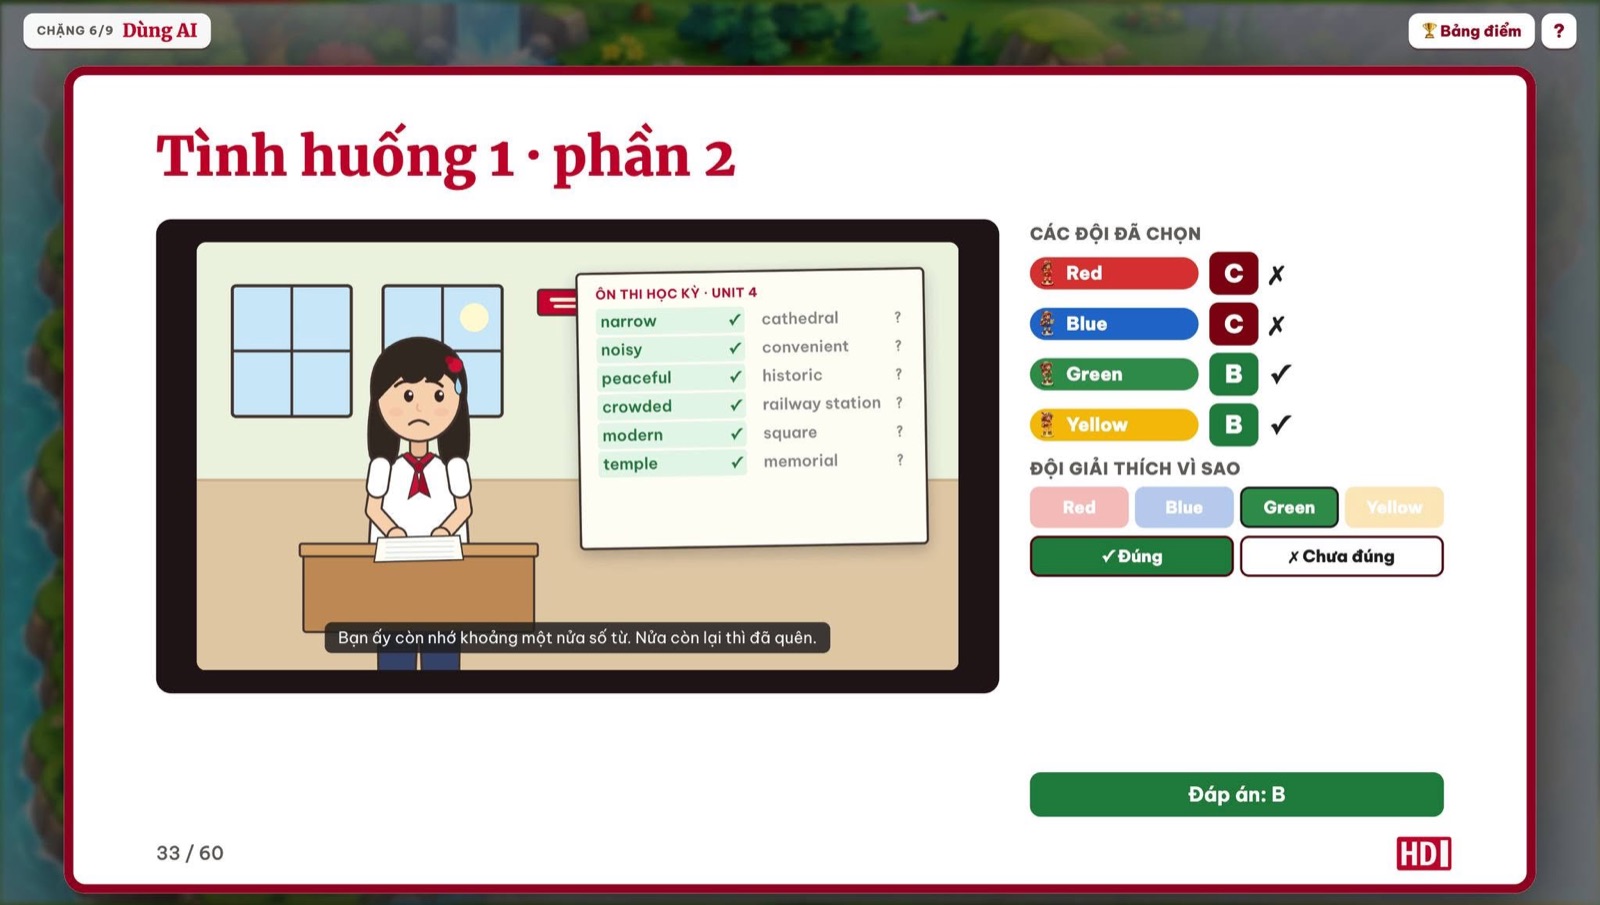 CHẶNG 6/9 Dùng AI
🏆 Bảng điểm
?
Tình huống 1 · phần 2
ÔN THI HỌC KỲ · UNIT 4
narrow ✓ cathedral ?
noisy ✓ convenient ?
peaceful ✓ historic ?
crowded ✓ railway station ?
modern ✓ square ?
temple ✓ memorial ?
Bạn ấy còn nhớ khoảng một nửa số từ. Nửa còn lại thì đã quên.
CÁC ĐỘI ĐÃ CHỌN
Red C ✗
Blue C ✗
Green B ✓
Yellow B ✓
ĐỘI GIẢI THÍCH VÌ SAO
Red Blue Green Yellow
✓ Đúng ✗ Chưa đúng
Đáp án: B
33 / 60
HDI